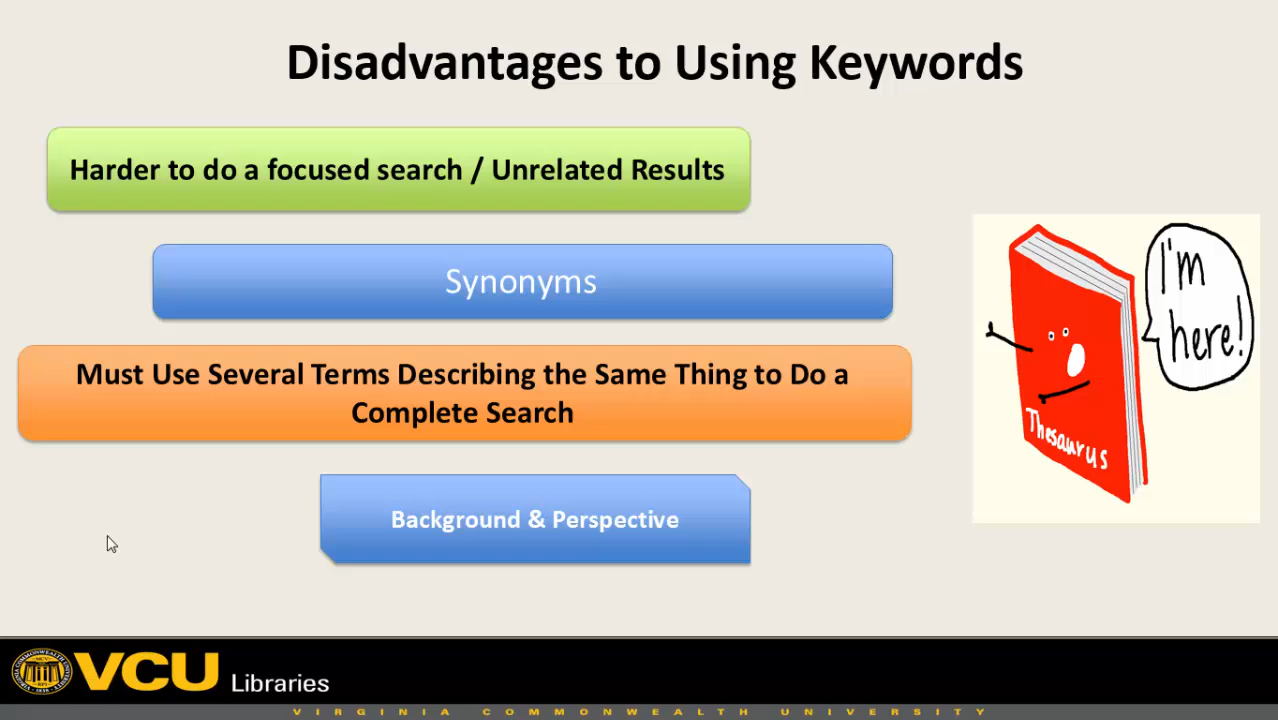 Disadvantages to Using Keywords
Harder to do a focused search / Unrelated Results
Synonyms
Must Use Several Terms Describing the Same Thing to Do a
Complete Search
Background & Perspective
I'm
here!
Thesaurus
VCU Libraries
VIRGINIA COMMONWEALTH UNIVERSITY